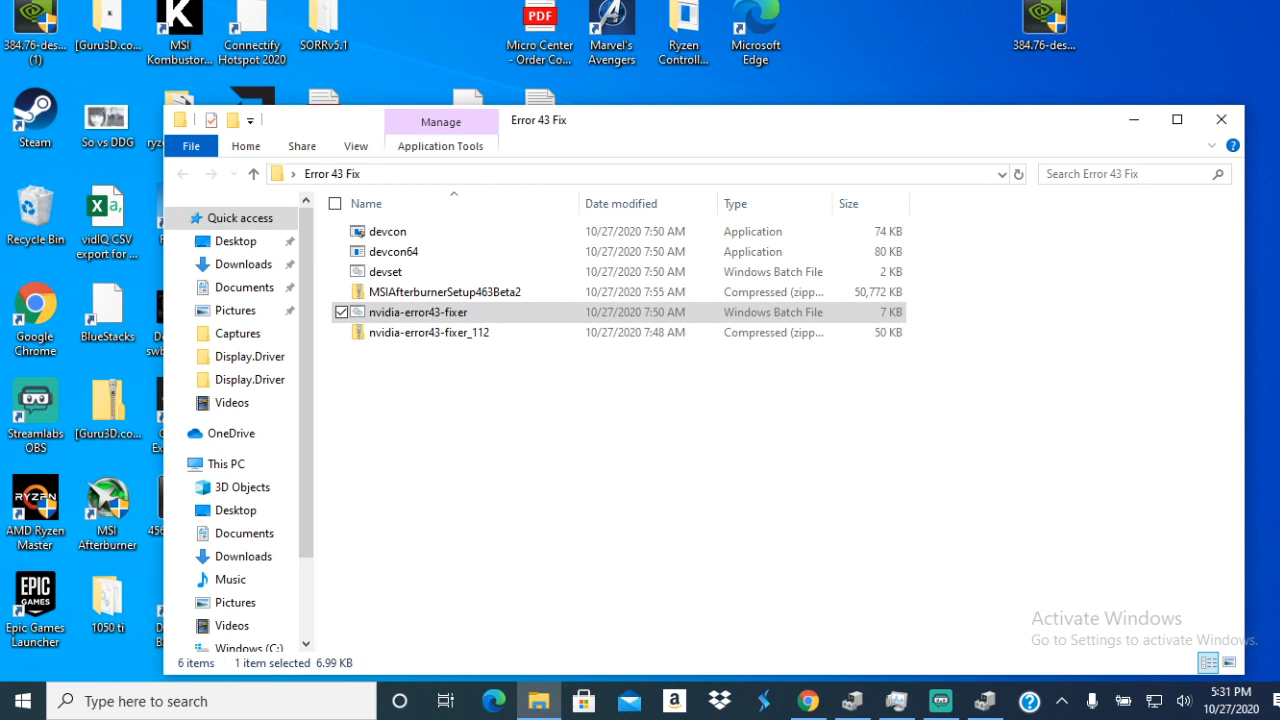 384.76-des...
(1)
[Guru3D.co...
MSI
Kombustor...
Connectify
Hotspot 2020
SORRv5.1
PDF
Micro Center
- Order Co...
Marvel's
Avengers
Ryzen
Controll...
Microsoft
Edge
384.76-des...
Steam
So vs DDG
Recycle Bin
vidIQ CSV
export for ...
Google
Chrome
BlueStacks
Streamlabs
OBS
[Guru3D.co...
RYZEN
AMD Ryzen
Master
MSI
Afterburner
EPIC
GAMES
Epic Games
Launcher
1050 ti
Manage
Error 43 Fix
File
Home
Share
View
Application Tools
Error 43 Fix
Search Error 43 Fix
Quick access
Desktop
Downloads
Documents
Pictures
Captures
Display.Driver
Display.Driver
Videos
OneDrive
This PC
3D Objects
Desktop
Documents
Downloads
Music
Pictures
Videos
Windows (C:)
Name Date modified Type Size
devcon 10/27/2020 7:50 AM Application 74 KB
devcon64 10/27/2020 7:50 AM Application 80 KB
devset 10/27/2020 7:50 AM Windows Batch File 2 KB
MSIAfterburnerSetup463Beta2 10/27/2020 7:55 AM Compressed (zipp... 50,772 KB
nvidia-error43-fixer 10/27/2020 7:50 AM Windows Batch File 7 KB
nvidia-error43-fixer_112 10/27/2020 7:48 AM Compressed (zipp... 50 KB
Activate Windows
Go to Settings to activate Windows.
6 items 1 item selected 6.99 KB
Type here to search
5:31 PM
10/27/2020